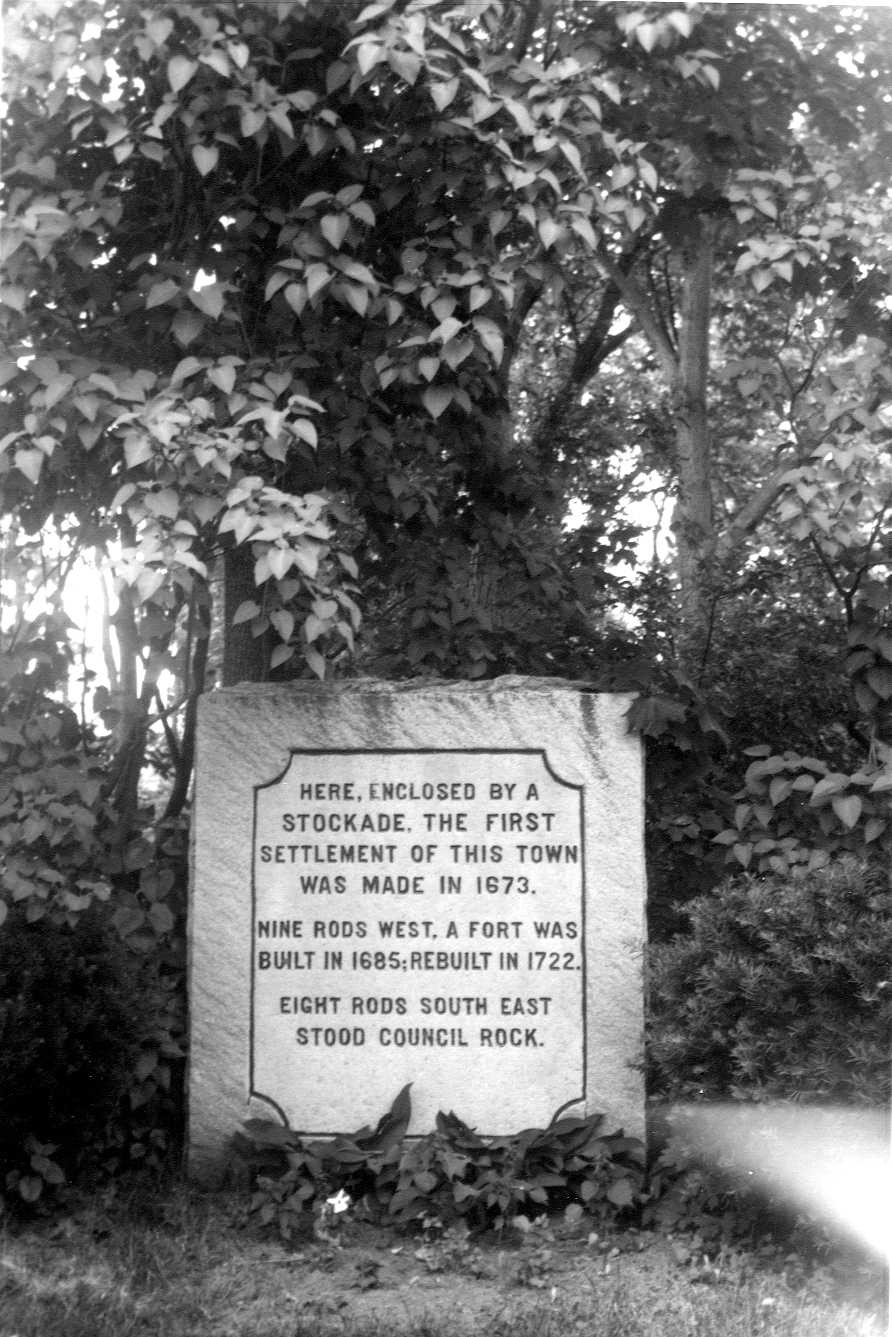 HERE, ENCLOSED BY A
STOCKADE, THE FIRST
SETTLEMENT OF THIS TOWN
WAS MADE IN 1673.
NINE RODS WEST, A FORT WAS
BUILT IN 1685; REBUILT IN 1722.
EIGHT RODS SOUTH EAST
STOOD COUNCIL ROCK.